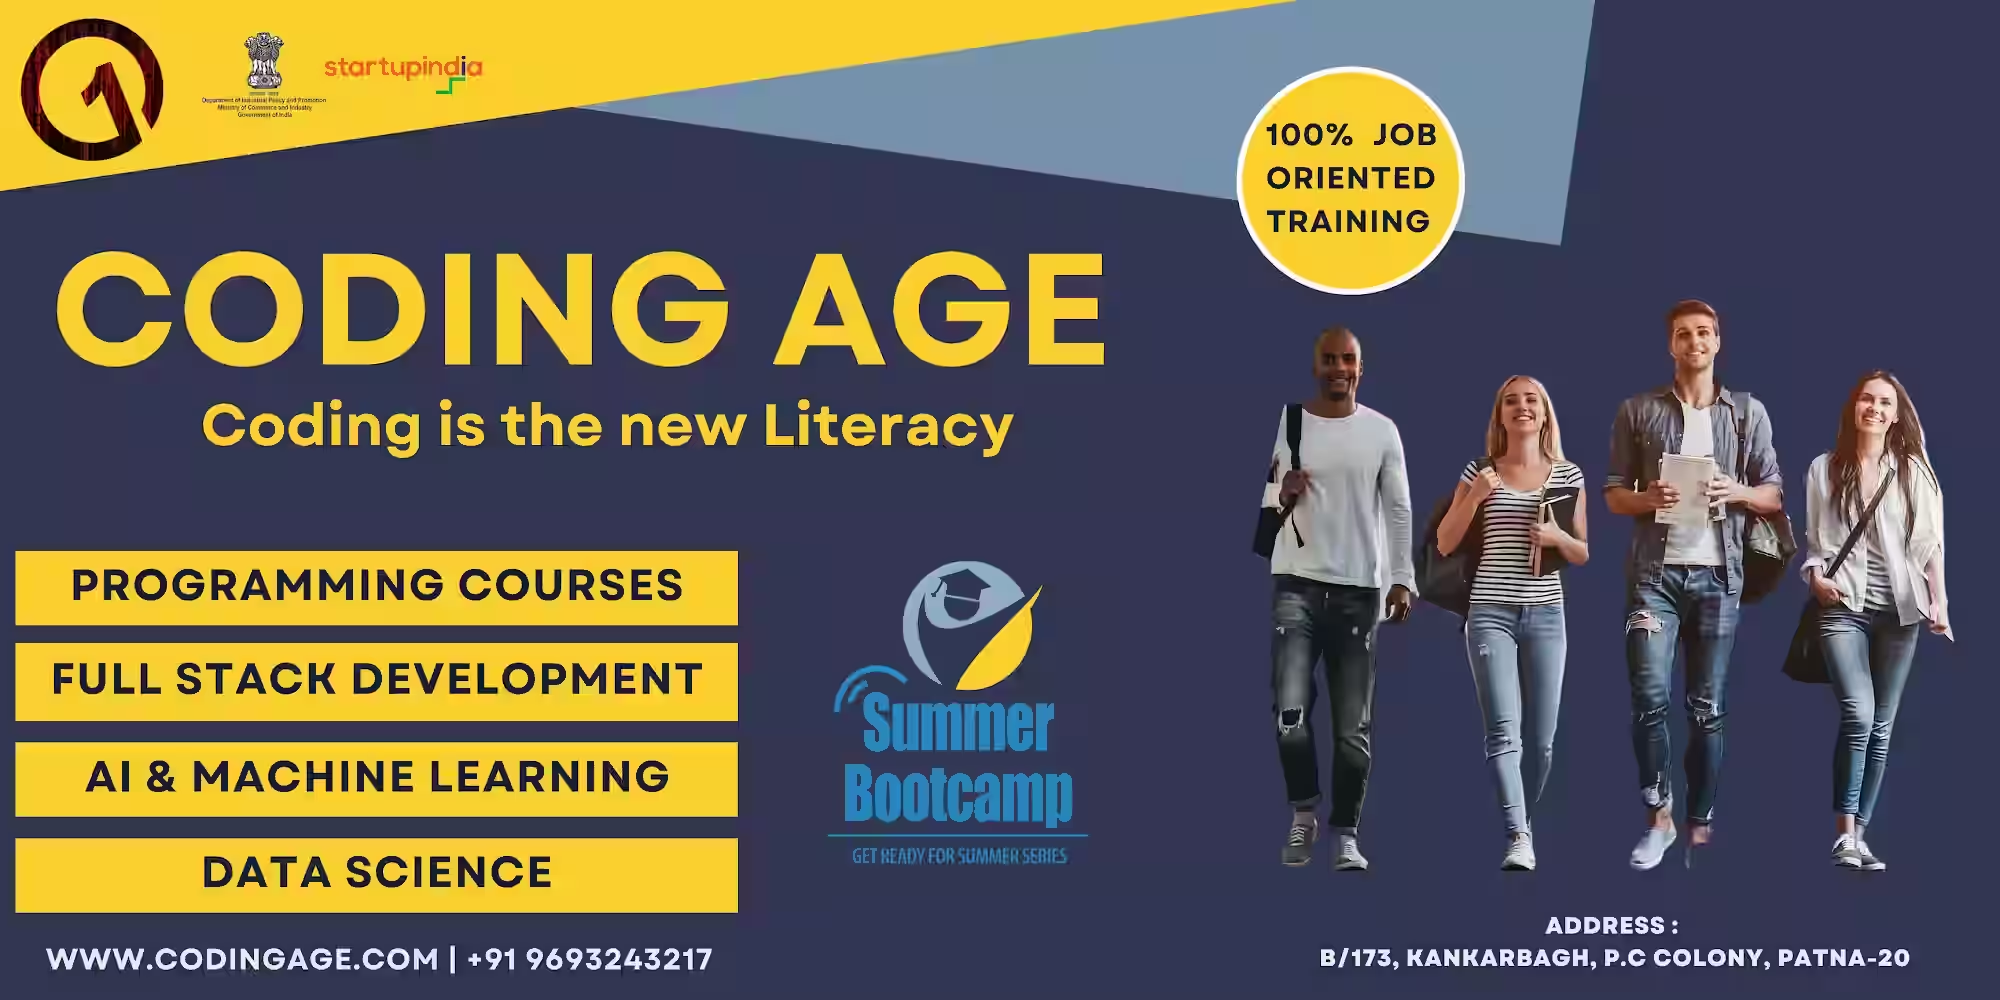 Department of Industrial Policy and Promotion
Ministry of Commerce and Industry
Government of India
startupindia
100% JOB
ORIENTED
TRAINING
CODING AGE
Coding is the new Literacy
PROGRAMMING COURSES
FULL STACK DEVELOPMENT
AI & MACHINE LEARNING
DATA SCIENCE
Summer
Bootcamp
GET READY FOR SUMMER SERIES
WWW.CODINGAGE.COM | +91 9693243217
ADDRESS :
B/173, KANKARBAGH, P.C COLONY, PATNA-20